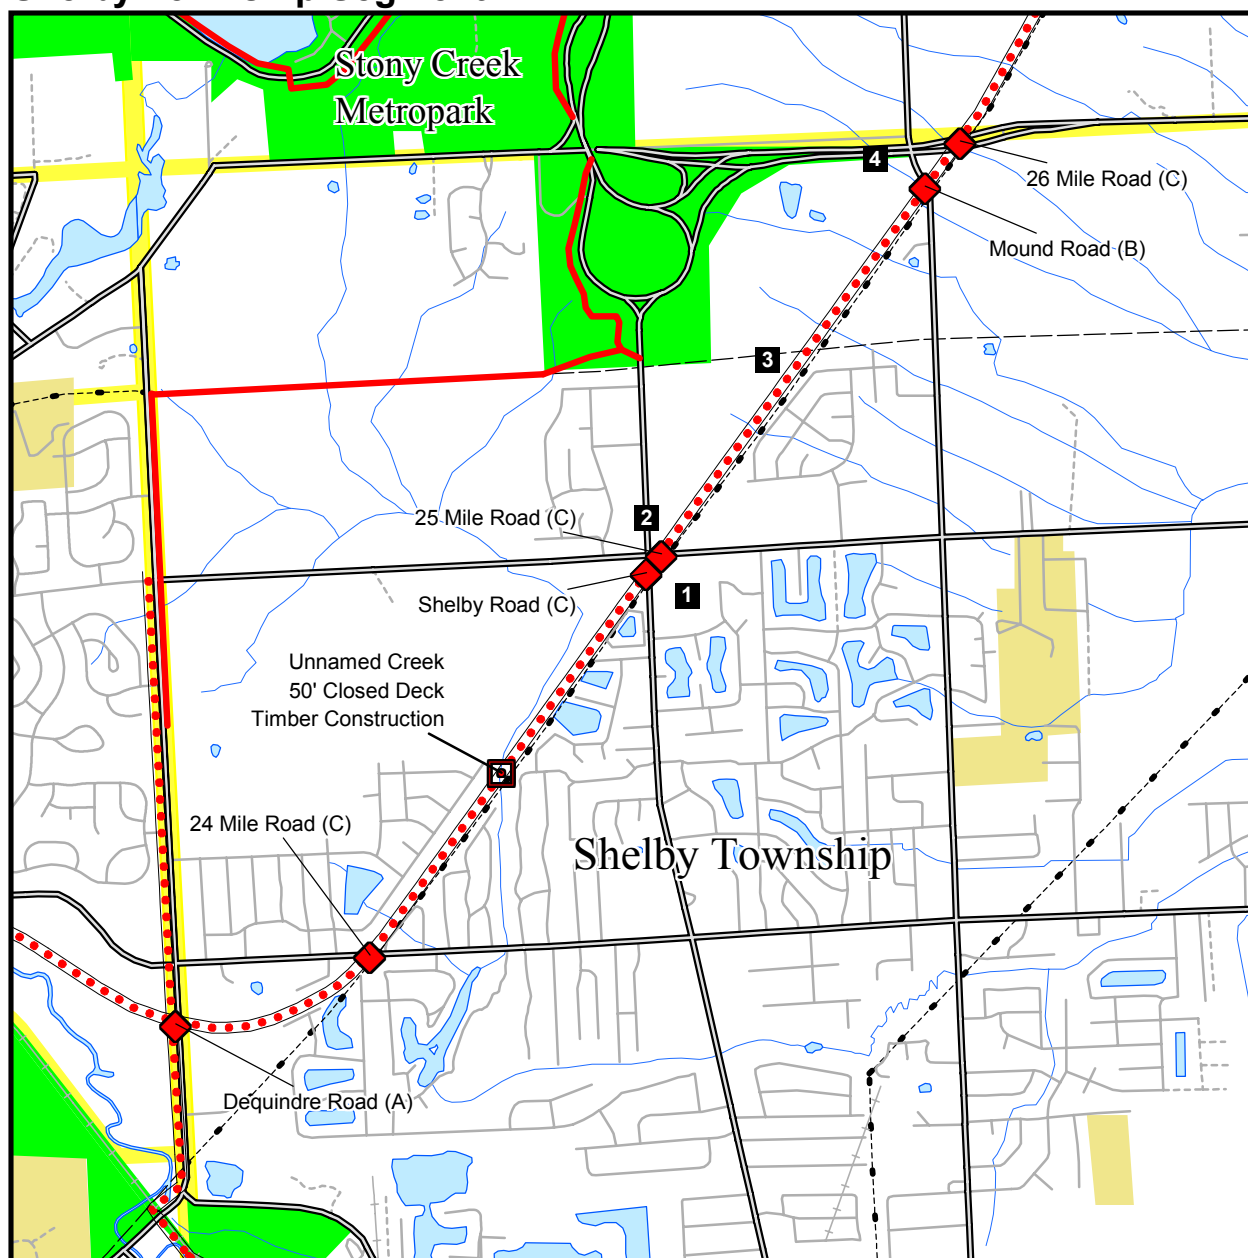 Stony Creek
Metropark
4
26 Mile Road (C)
Mound Road (B)
3
25 Mile Road (C)
2
Shelby Road (C)
1
Unnamed Creek
50' Closed Deck
Timber Construction
24 Mile Road (C)
Shelby Township
Dequindre Road (A)